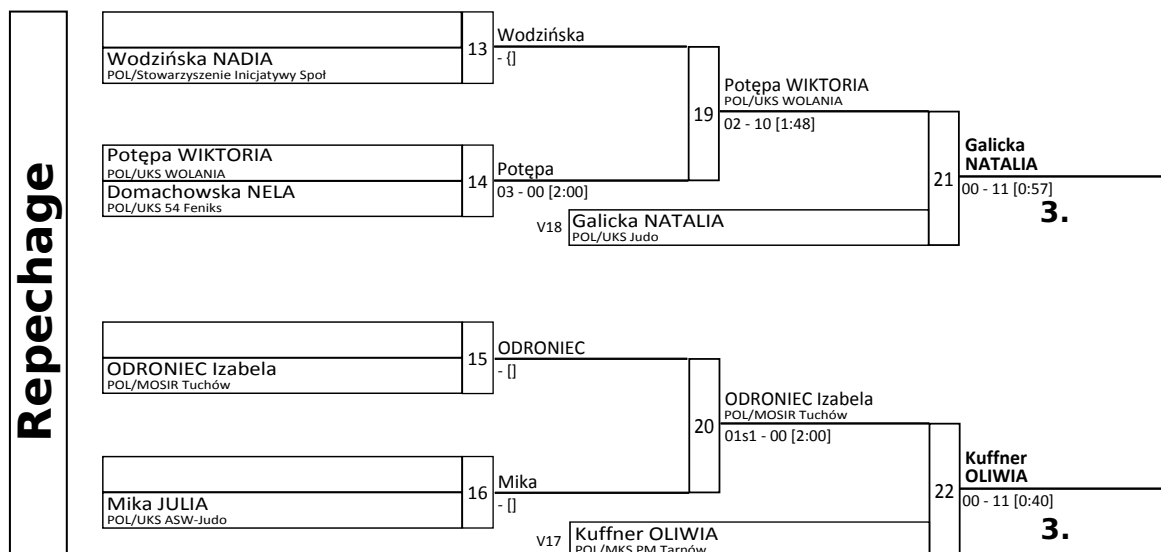 Repechage
Wodzińska NADIA
POL/Stowarzyszenie Inicjatywy Społ
13
Wodzińska
- {]
Potępa WIKTORIA
POL/UKS WOLANIA
Domachowska NELA
POL/UKS 54 Feniks
14
Potępa
03 - 00 [2:00]
19
Potępa WIKTORIA
POL/UKS WOLANIA
02 - 10 [1:48]
V18
Galicka NATALIA
POL/UKS Judo
21
Galicka
NATALIA
00 - 11 [0:57]
3.
ODRONIEC Izabela
POL/MOSIR Tuchów
15
ODRONIEC
- []
Mika JULIA
POL/UKS ASW-Judo
16
Mika
- []
20
ODRONIEC Izabela
POL/MOSIR Tuchów
01s1 - 00 [2:00]
V17
Kuffner OLIWIA
POL/MKS PM Tarnów
22
Kuffner
OLIWIA
00 - 11 [0:40]
3.